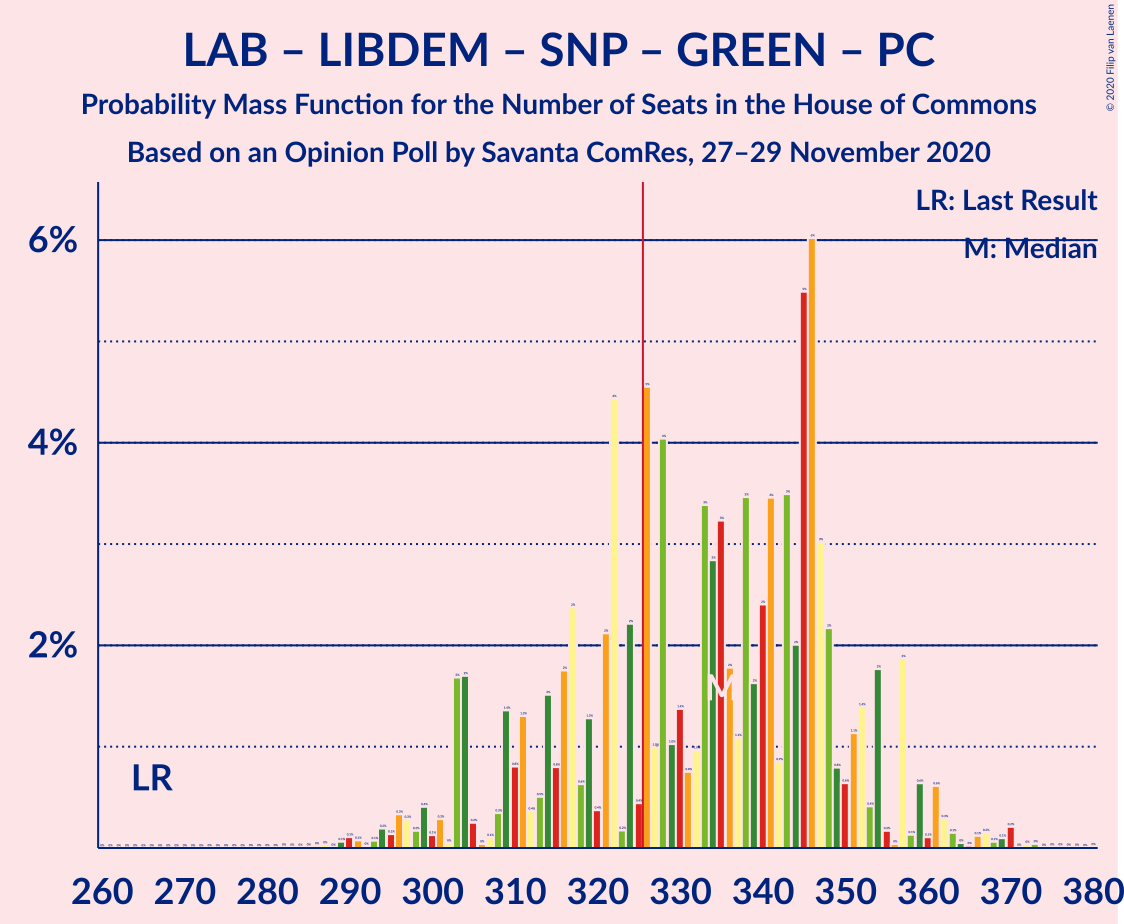 LAB – LIBDEM – SNP – GREEN – PC
Probability Mass Function for the Number of Seats in the House of Commons
Based on an Opinion Poll by Savanta ComRes, 27–29 November 2020
© 2020 Filip van Laenen
LR: Last Result
M: Median
6%
4%
2%
M
LR
260 270 280 290 300 310 320 330 340 350 360 370 380